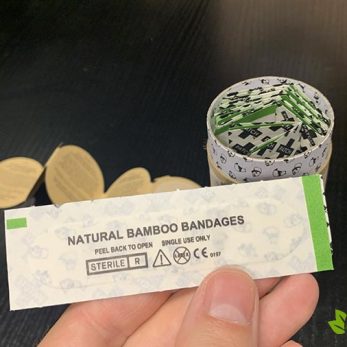 NATURAL BAMBOO BANDAGES
PEEL BACK TO OPEN SINGLE USE ONLY
STERILE R CE 0197